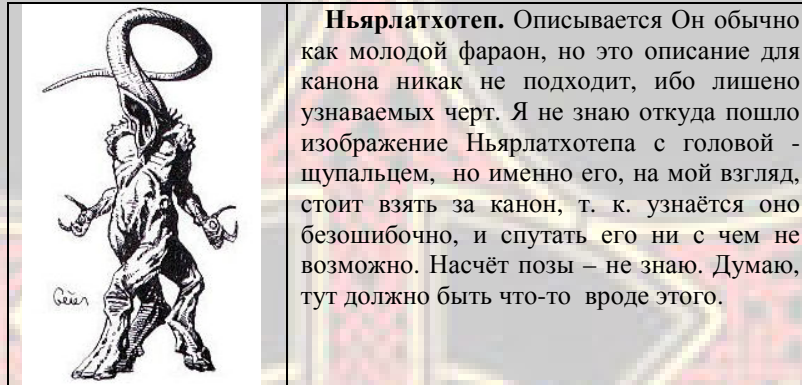 Ньярлатхотеп. Описывается Он обычно
как молодой фараон, но это описание для
канона никак не подходит, ибо лишено
узнаваемых черт. Я не знаю откуда пошло
изображение Ньярлатхотепа с головой -
щупальцем, но именно его, на мой взгляд,
стоит взять за канон, т. к. узнаётся оно
безошибочно, и спутать его ни с чем не
возможно. Насчёт позы – не знаю. Думаю,
тут должно быть что-то вроде этого.